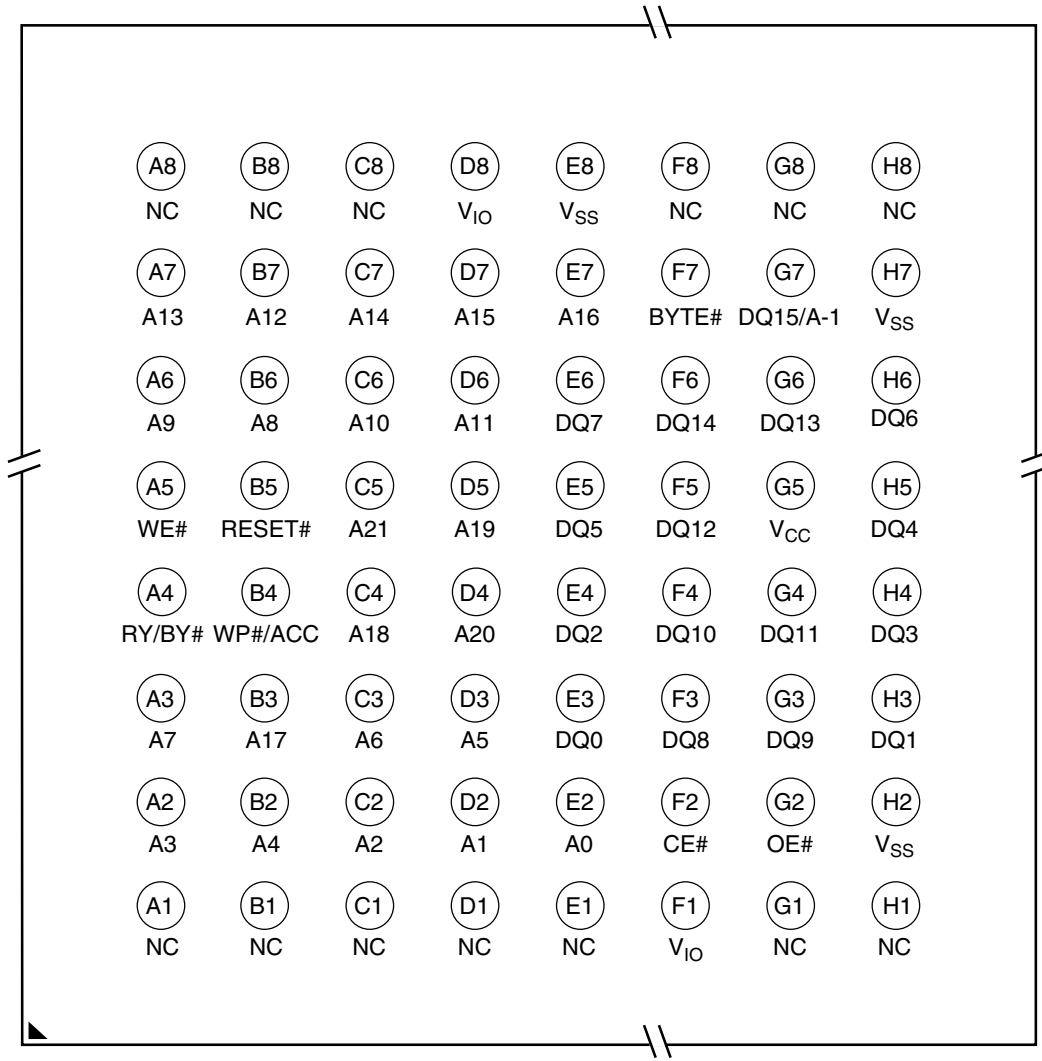 A8 B8 C8 D8 E8 F8 G8 H8
NC NC NC VIO VSS NC NC NC
A7 B7 C7 D7 E7 F7 G7 H7
A13 A12 A14 A15 A16 BYTE# DQ15/A-1 VSS
A6 B6 C6 D6 E6 F6 G6 H6
A9 A8 A10 A11 DQ7 DQ14 DQ13 DQ6
A5 B5 C5 D5 E5 F5 G5 H5
WE# RESET# A21 A19 DQ5 DQ12 VCC DQ4
A4 B4 C4 D4 E4 F4 G4 H4
RY/BY# WP#/ACC A18 A20 DQ2 DQ10 DQ11 DQ3
A3 B3 C3 D3 E3 F3 G3 H3
A7 A17 A6 A5 DQ0 DQ8 DQ9 DQ1
A2 B2 C2 D2 E2 F2 G2 H2
A3 A4 A2 A1 A0 CE# OE# VSS
A1 B1 C1 D1 E1 F1 G1 H1
NC NC NC NC NC VIO NC NC